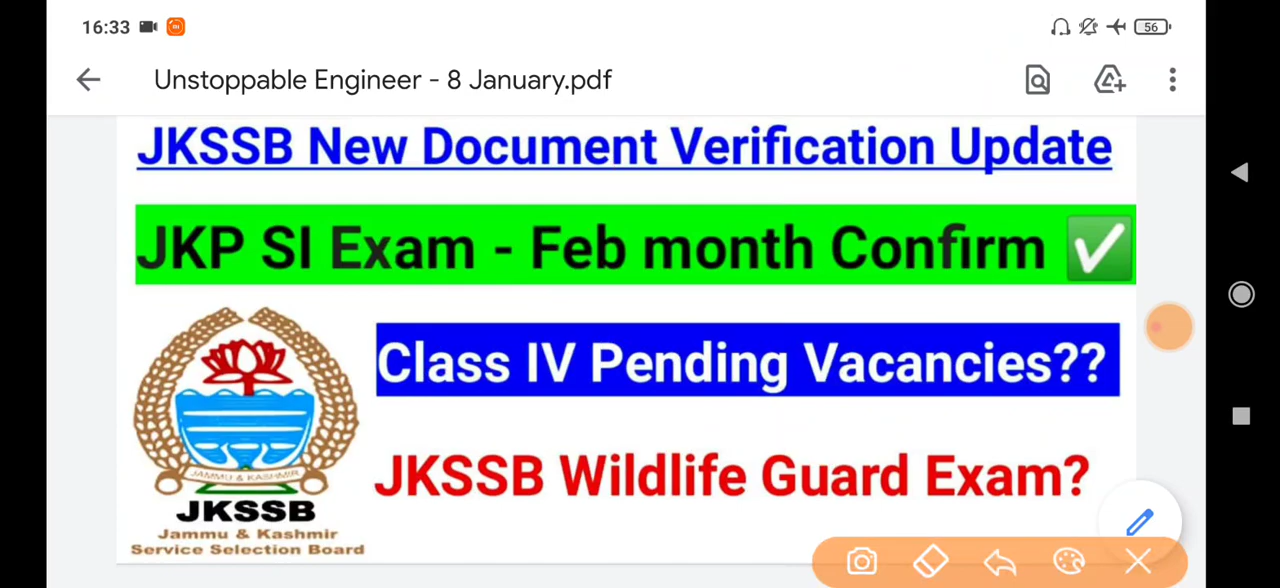 16:33
56
Unstoppable Engineer - 8 January.pdf
JKSSB New Document Verification Update
JKP SI Exam - Feb month Confirm ✅
Class IV Pending Vacancies??
JKSSB Wildlife Guard Exam?
JAMMU & KASHMIR
JKSSB
Jammu & Kashmir
Service Selection Board